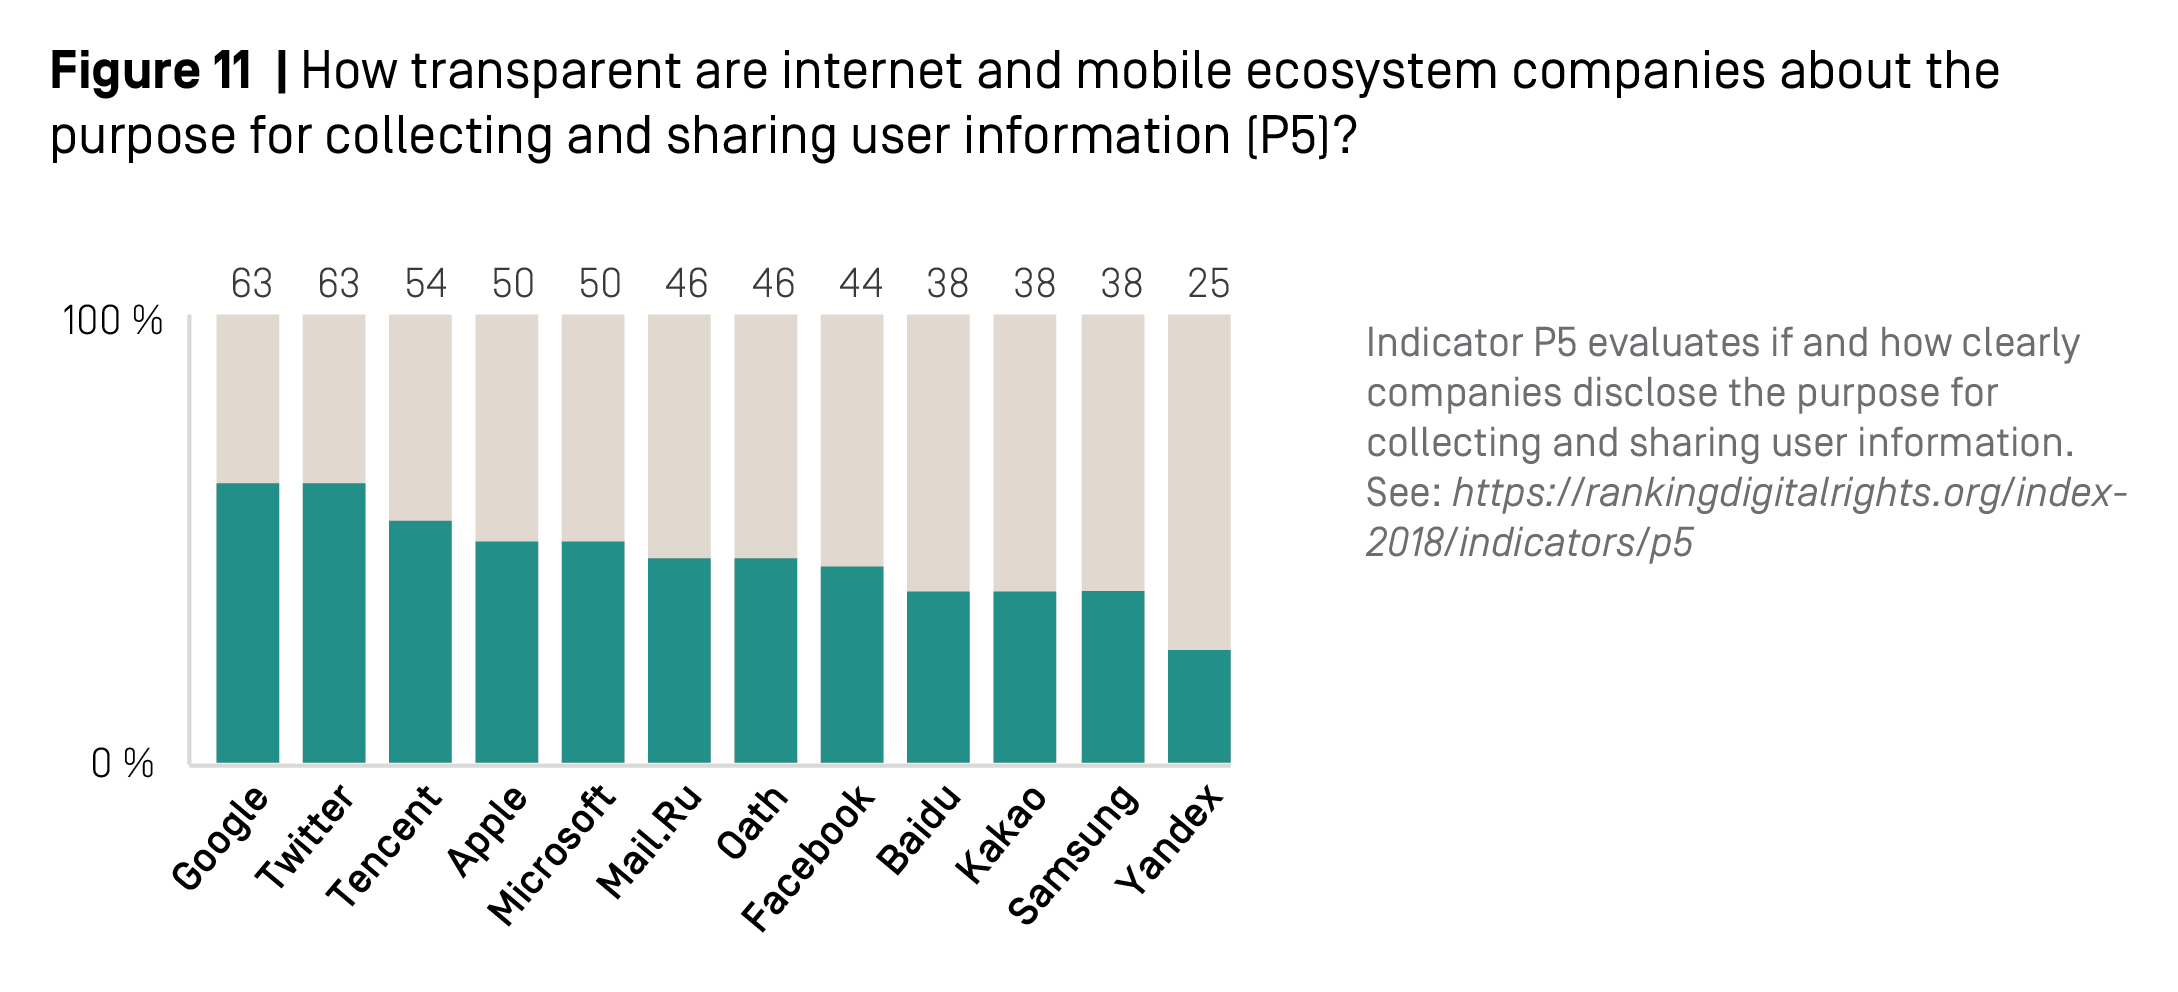 Figure 11 | How transparent are internet and mobile ecosystem companies about the
purpose for collecting and sharing user information (P5)?
63 63 54 50 50 46 46 44 38 38 38 25
100 %
0 %
Google Twitter Tencent Apple Microsoft Mail.Ru Oath Facebook Baidu Kakao Samsung Yandex
Indicator P5 evaluates if and how clearly
companies disclose the purpose for
collecting and sharing user information.
See: https://rankingdigitalrights.org/index-
2018/indicators/p5